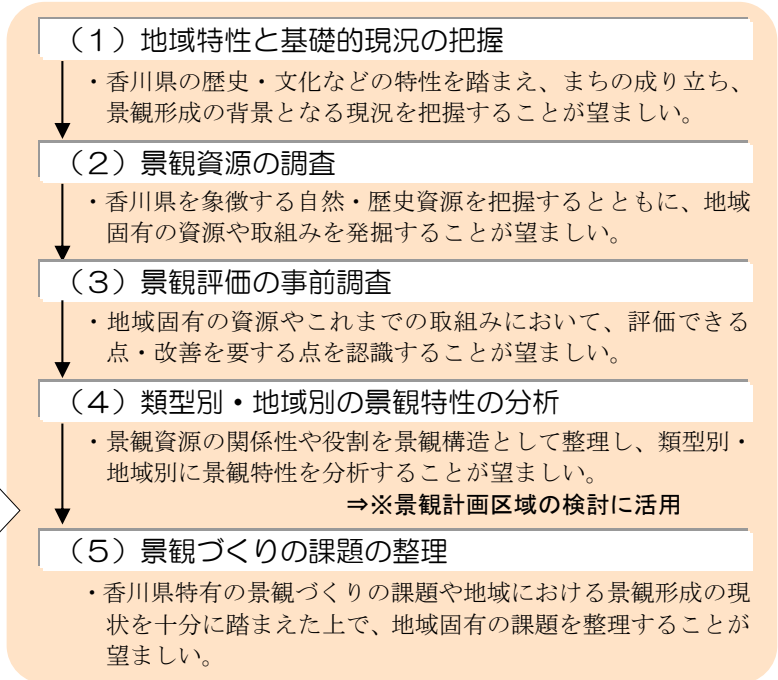 （1）地域特性と基礎的現況の把握
・香川県の歴史・文化などの特性を踏まえ、まちの成り立ち、
景観形成の背景となる現況を把握することが望ましい。
（2）景観資源の調査
・香川県を象徴する自然・歴史資源を把握するとともに、地域
固有の資源や取組みを発掘することが望ましい。
（3）景観評価の事前調査
・地域固有の資源やこれまでの取組みにおいて、評価できる
点・改善を要する点を認識することが望ましい。
（4）類型別・地域別の景観特性の分析
・景観資源の関係性や役割を景観構造として整理し、類型別・
地域別に景観特性を分析することが望ましい。
⇒※景観計画区域の検討に活用
（5）景観づくりの課題の整理
・香川県特有の景観づくりの課題や地域における景観形成の現
状を十分に踏まえた上で、地域固有の課題を整理することが
望ましい。